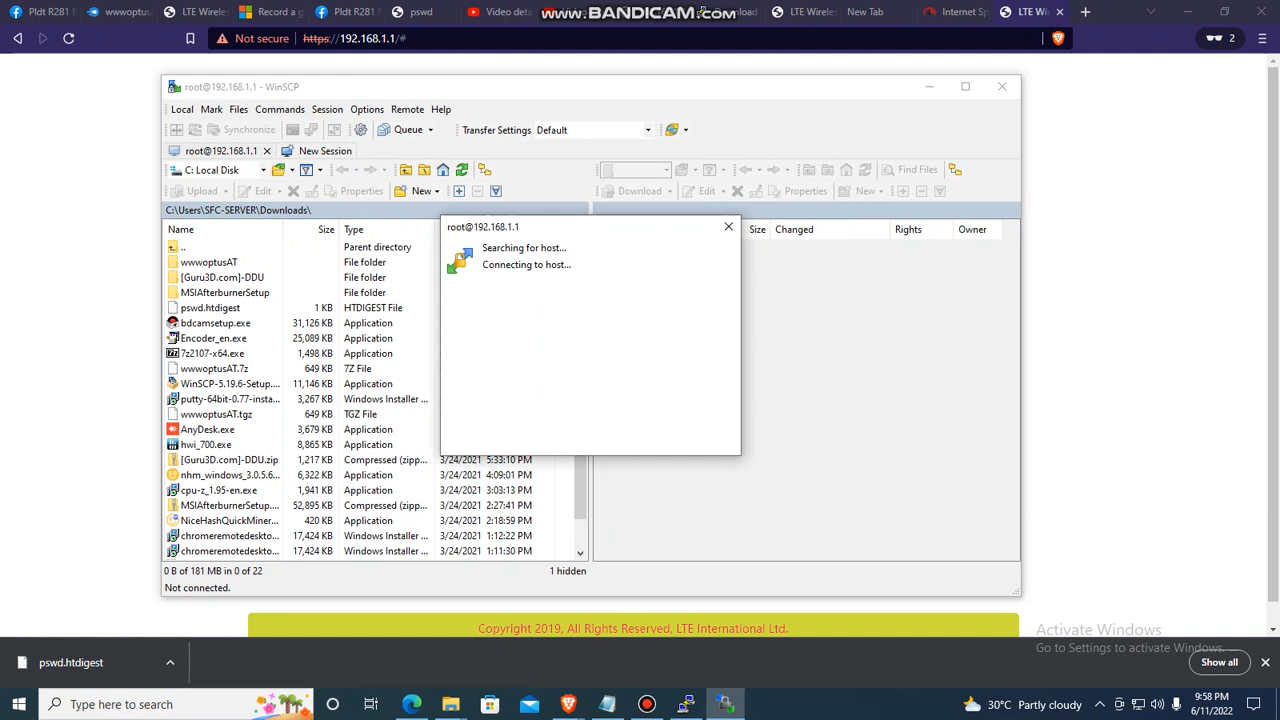 Pldt R281 F
wwwoptus
LTE Wireles
Record a g
Pldt R281 H
pswd
Video deta
Download
LTE Wirele
New Tab
Internet Sp
LTE Wi
www.BANDICAM.com
Not secure
https://192.168.1.1/#
2
root@192.168.1.1 - WinSCP
Local Mark Files Commands Session Options Remote Help
Synchronize Queue Transfer Settings Default
root@192.168.1.1 New Session
C: Local Disk Find Files
Upload Edit Properties New Download Edit Properties New
C:\Users\SFC-SERVER\Downloads\
Name Size Type Size Changed Rights Owner
.. Parent directory
wwwoptusAT File folder
[Guru3D.com]-DDU File folder
MSIAfterburnerSetup File folder
pswd.htdigest 1 KB HTDIGEST File
bdcamsetup.exe 31,126 KB Application
Encoder_en.exe 25,089 KB Application
7z2107-x64.exe 1,498 KB Application
wwwoptusAT.7z 649 KB 7Z File
WinSCP-5.19.6-Setup.... 11,146 KB Application
putty-64bit-0.77-insta... 3,267 KB Windows Installer ...
wwwoptusAT.tgz 649 KB TGZ File
AnyDesk.exe 3,679 KB Application
hwi_700.exe 8,865 KB Application
[Guru3D.com]-DDU.zip 1,217 KB Compressed (zipp... 3/24/2021 5:33:10 PM
nhm_windows_3.0.5.6... 6,322 KB Application 3/24/2021 4:09:01 PM
cpu-z_1.95-en.exe 1,941 KB Application 3/24/2021 3:03:13 PM
MSIAfterburnerSetup... 52,895 KB Compressed (zipp... 3/24/2021 2:27:41 PM
NiceHashQuickMiner... 420 KB Application 3/24/2021 2:18:59 PM
chromeremotedeskto... 17,424 KB Windows Installer ... 3/24/2021 1:12:22 PM
chromeremotedeskto... 17,424 KB Windows Installer ... 3/24/2021 1:11:30 PM
root@192.168.1.1
Searching for host...
Connecting to host...
0 B of 181 MB in 0 of 22 1 hidden
Not connected.
Copyright 2019, All Rights Reserved, LTE International Ltd.
Activate Windows
Go to Settings to activate Windows.
pswd.htdigest
Show all
Type here to search
30°C Partly cloudy
9:58 PM
6/11/2022